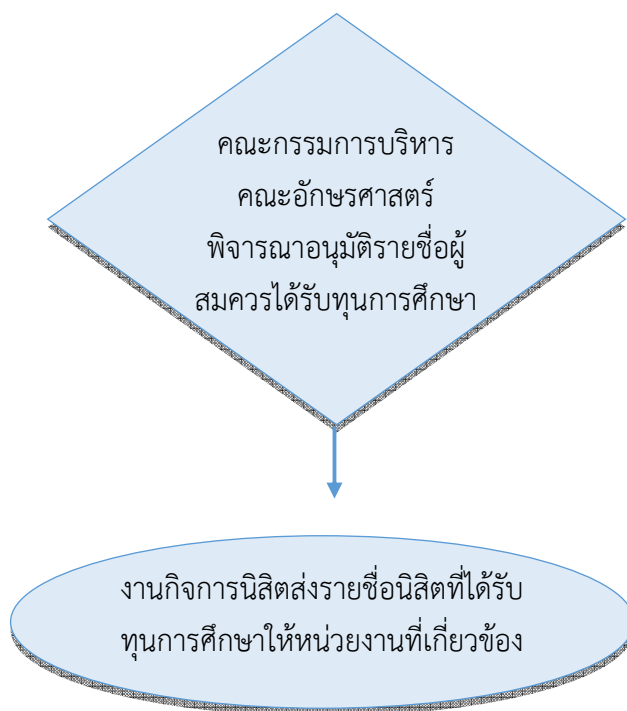 คณะกรรมการบริหาร
คณะอักษรศาสตร์
พิจารณาอนุมัติรายชื่อผู้
สมควรได้รับทุนการศึกษา
งานกิจการนิสิตส่งรายชื่อนิสิตที่ได้รับ
ทุนการศึกษาให้หน่วยงานที่เกี่ยวข้อง